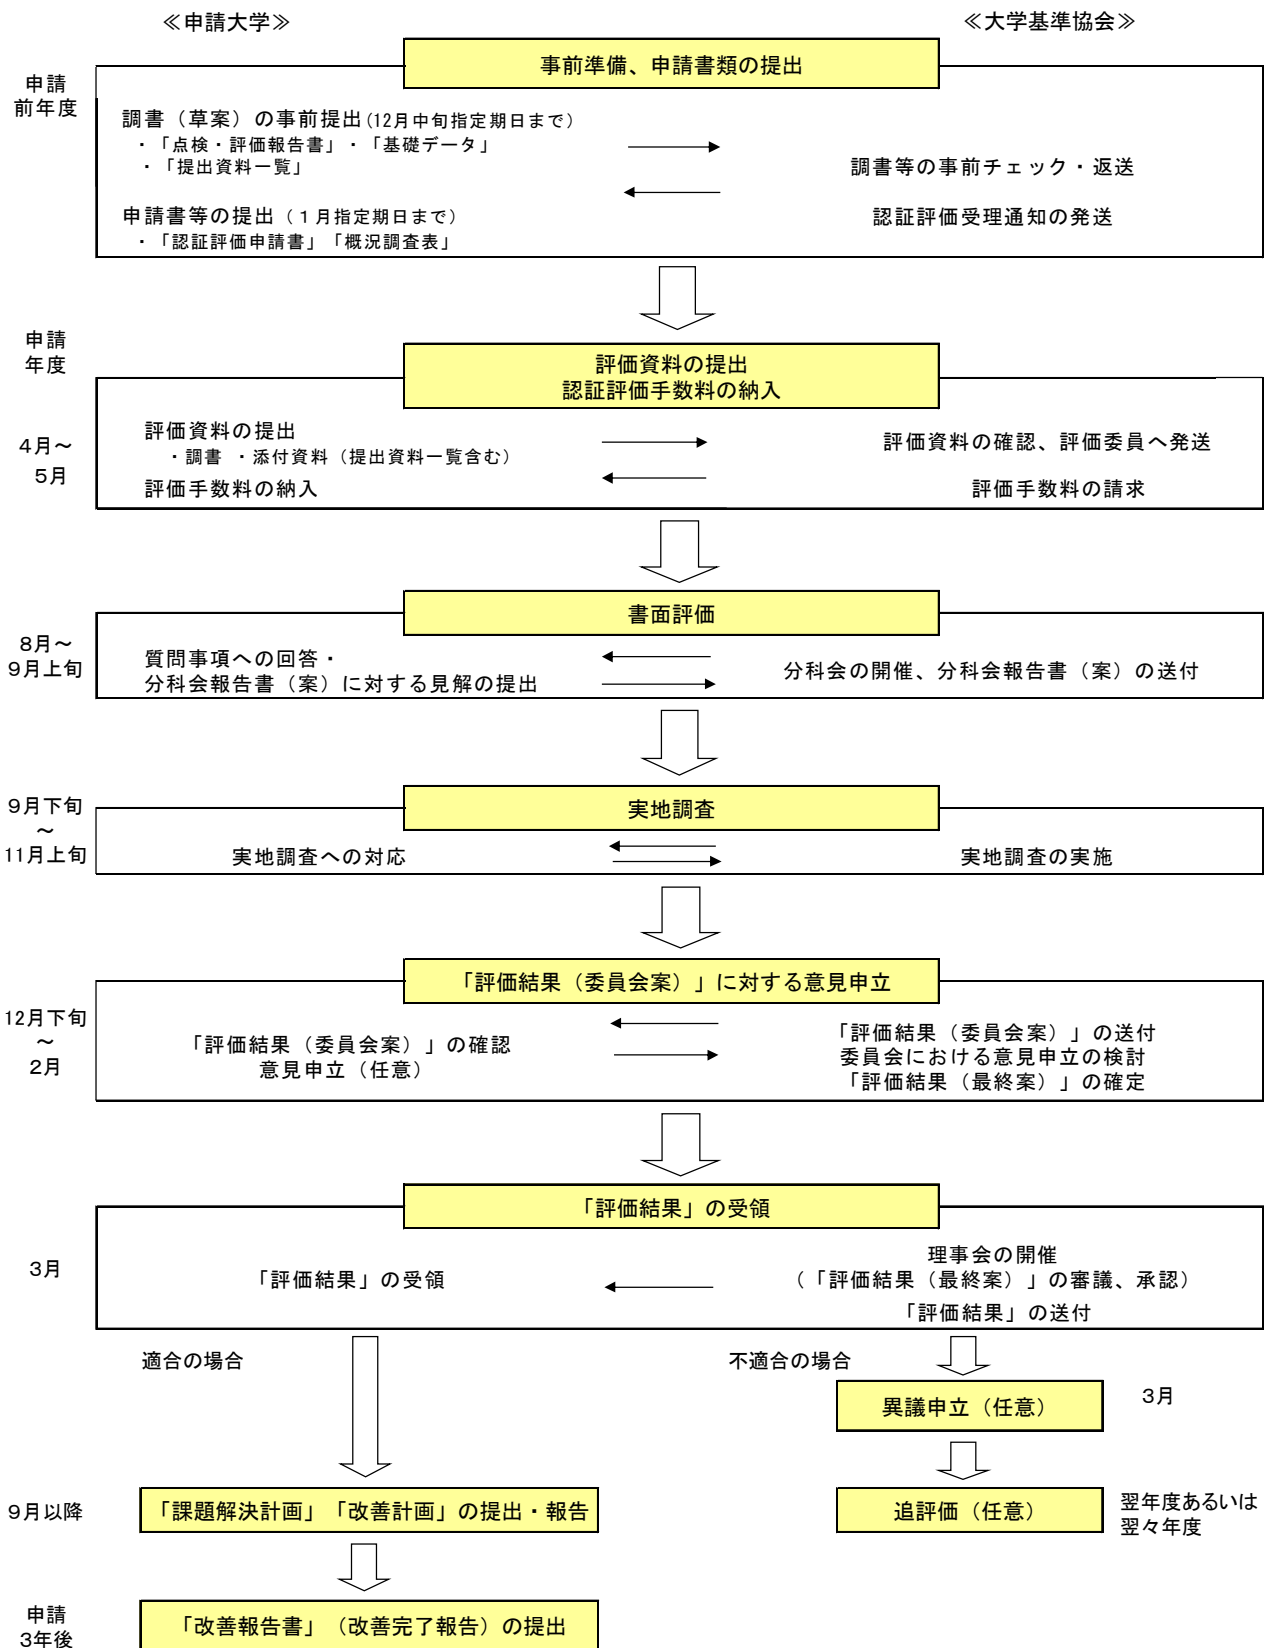 ≪申請大学≫
≪大学基準協会≫
事前準備、申請書類の提出
申請
前年度
調書（草案）の事前提出(12月中旬指定期日まで)
・「点検・評価報告書」・「基礎データ」
・「提出資料一覧」
調書等の事前チェック・返送
申請書等の提出（１月指定期日まで）
・「認証評価申請書」「概況調査表」
認証評価受理通知の発送
申請
年度
評価資料の提出
認証評価手数料の納入
4月～
5月
評価資料の提出
・調書 ・添付資料（提出資料一覧含む）
評価手数料の納入
評価資料の確認、評価委員へ発送
評価手数料の請求
書面評価
8月～
9月上旬
質問事項への回答・
分科会報告書（案）に対する見解の提出
分科会の開催、分科会報告書（案）の送付
実地調査
9月下旬
～
11月上旬
実地調査への対応
実地調査の実施
「評価結果（委員会案）」に対する意見申立
12月下旬
～
2月
「評価結果（委員会案）」の確認
意見申立（任意）
「評価結果（委員会案）」の送付
委員会における意見申立の検討
「評価結果（最終案）」の確定
「評価結果」の受領
3月
「評価結果」の受領
理事会の開催
（「評価結果（最終案）」の審議、承認）
「評価結果」の送付
適合の場合
不適合の場合
異議申立（任意）
3月
9月以降
「課題解決計画」「改善計画」の提出・報告
追評価（任意）
翌年度あるいは
翌々年度
申請
3年後
「改善報告書」（改善完了報告）の提出